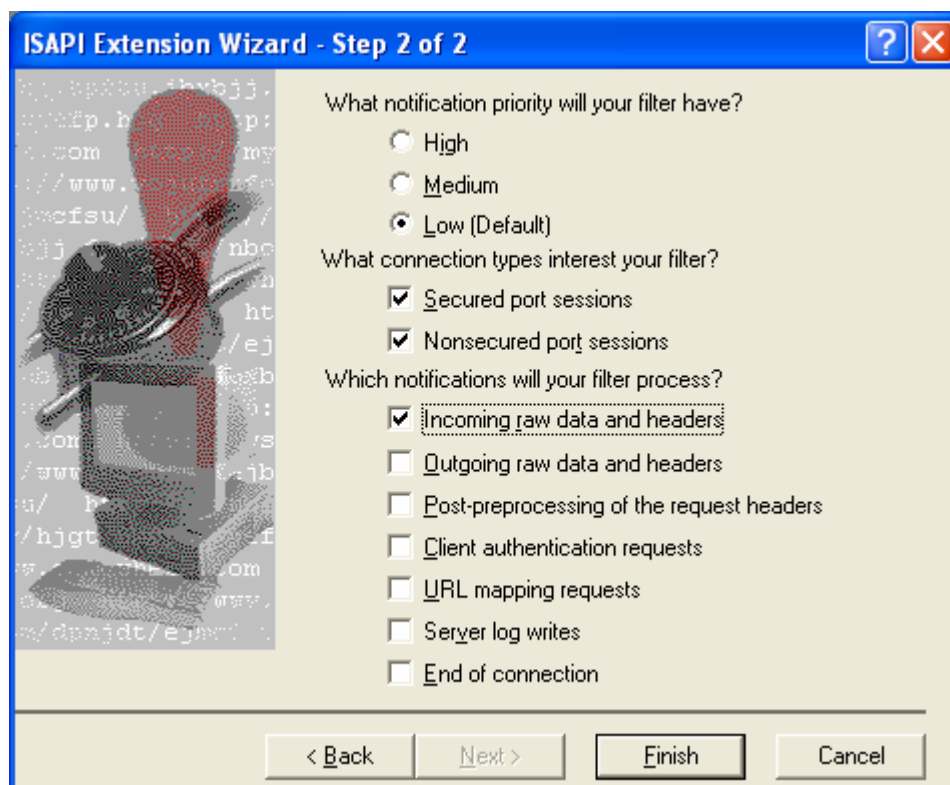 ISAPI Extension Wizard - Step 2 of 2
What notification priority will your filter have?
High
Medium
Low (Default)
What connection types interest your filter?
Secured port sessions
Nonsecured port sessions
Which notifications will your filter process?
Incoming raw data and headers
Outgoing raw data and headers
Post-preprocessing of the request headers
Client authentication requests
URL mapping requests
Server log writes
End of connection
< Back
Next >
Finish
Cancel